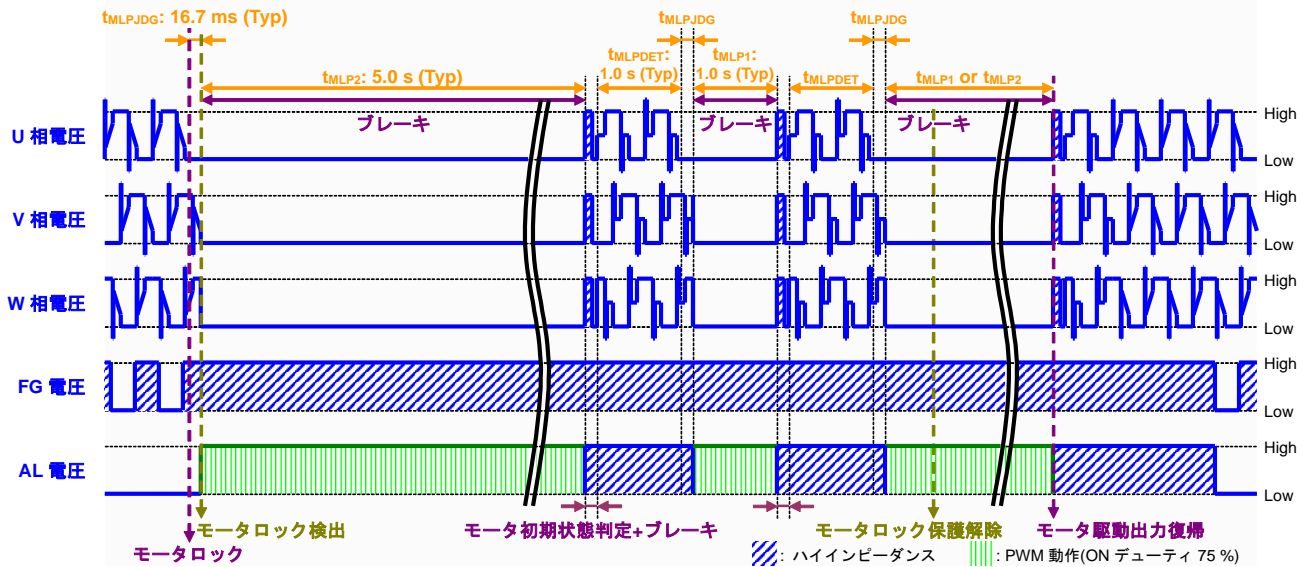 tMLPJDG: 16.7 ms (Typ)
tMLPJDG
tMLPJDG
tMLP2: 5.0 s (Typ)
tMLPDET:
1.0 s (Typ)
tMLP1:
1.0 s (Typ)
tMLPDET
tMLP1 or tMLP2
ブレーキ
ブレーキ
ブレーキ
U 相電圧
High
Low
V 相電圧
High
Low
W 相電圧
High
Low
FG 電圧
High
Low
AL 電圧
High
Low
モータロック検出
モータ初期状態判定+ブレーキ
モータロック保護解除
モータ駆動出力復帰
モータロック
: ハイインピーダンス
: PWM 動作(ON デューティ 75 %)